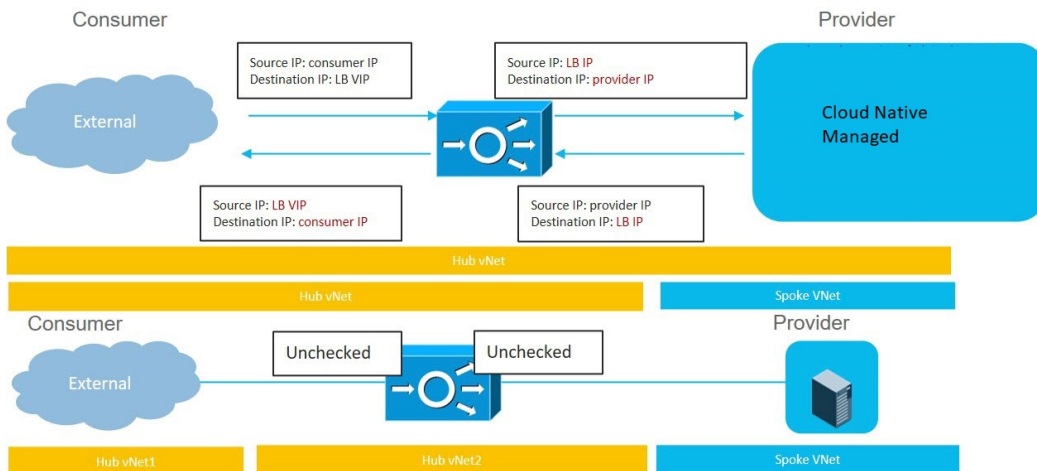 Consumer
Provider
Source IP: consumer IP
Destination IP: LB VIP
Source IP: LB IP
Destination IP: provider IP
External
Cloud Native
Managed
Source IP: LB VIP
Destination IP: consumer IP
Source IP: provider IP
Destination IP: LB IP
Hub vNet
Hub vNet
Spoke VNet
Consumer
Provider
Unchecked
Unchecked
External
Hub vNet1
Hub vNet2
Spoke VNet